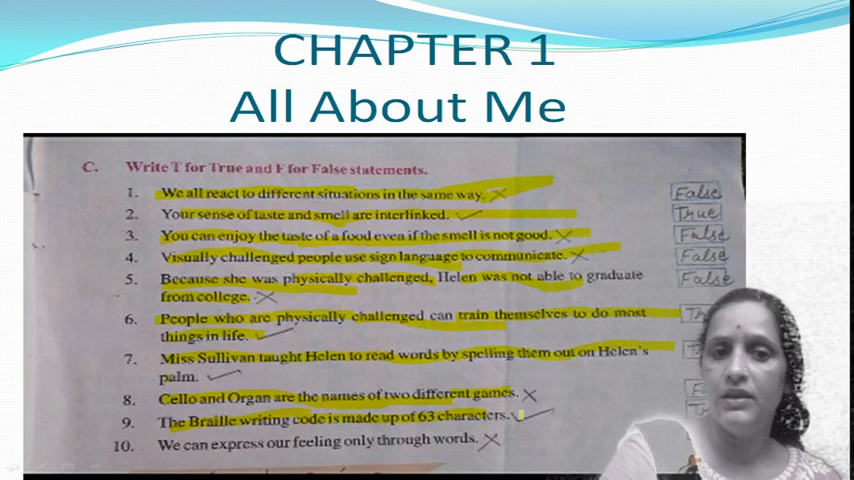 CHAPTER 1
All About Me
C. Write T for True and F for False statements.
1. We all react to different situations in the same way. False
2. Your sense of taste and smell are interlinked. True
3. You can enjoy the taste of a food even if the smell is not good. False
4. Visually challenged people use sign language to communicate. False
5. Because she was physically challenged, Helen was not able to graduate False
from college.
6. People who are physically challenged can train themselves to do most
things in life.
7. Miss Sullivan taught Helen to read words by spelling them out on Helen's
palm.
8. Cello and Organ are the names of two different games.
9. The Braille writing code is made up of 63 characters.
10. We can express our feeling only through words.